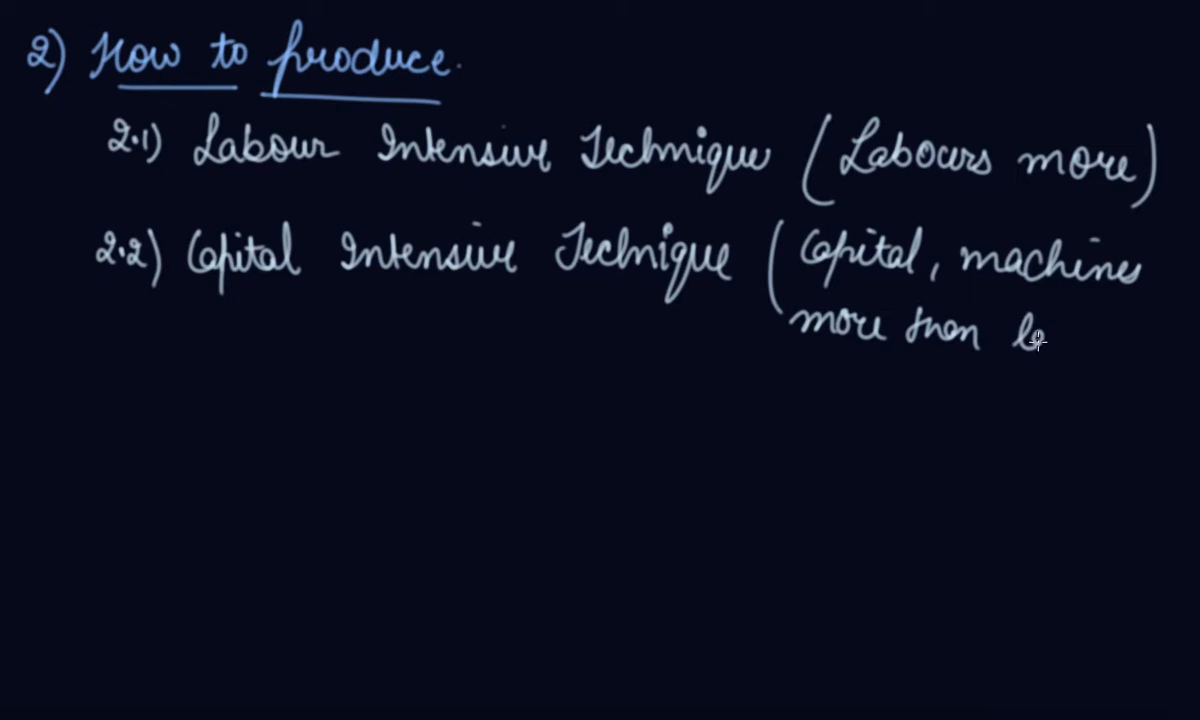 2) How to produce.
2.1) Labour Intensive Technique (Labours more)
2.2) Capital Intensive Technique (Capital, machines
more than la